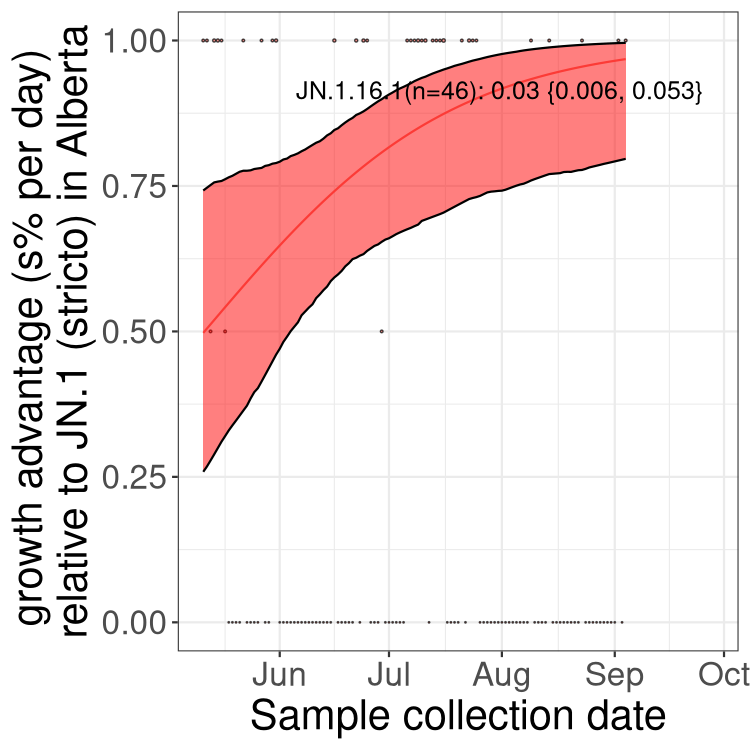 growth advantage (s% per day)
relative to JN.1 (stricto) in Alberta
1.00
0.75
0.50
0.25
0.00
JN.1.16.1(n=46): 0.03 {0.006, 0.053}
Jun Jul Aug Sep Oct
Sample collection date